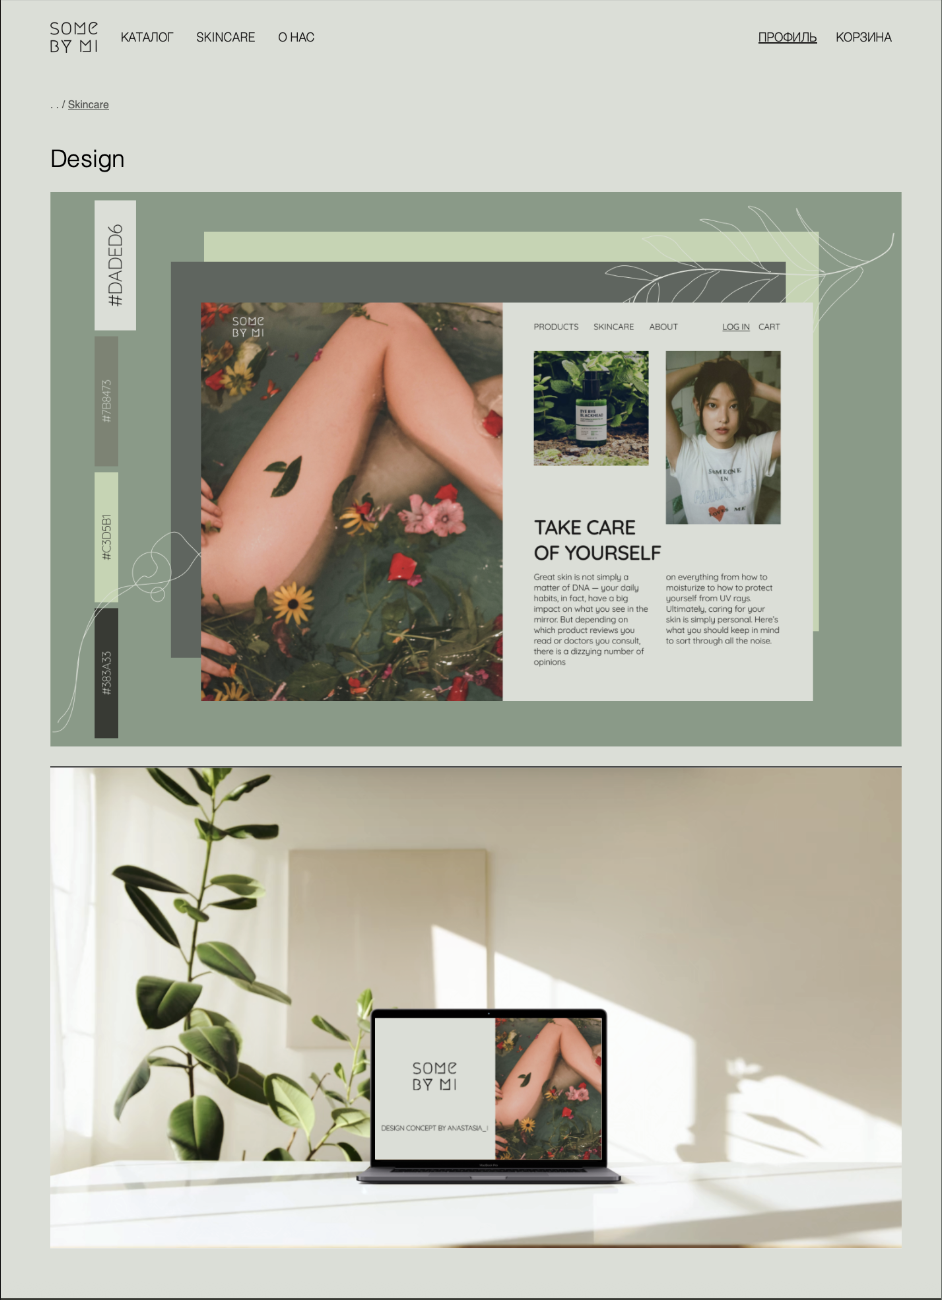 SOME
BY MI
КАТАЛОГ SKINCARE О НАС ПРОФИЛЬ КОРЗИНА
. . / Skincare
Design
#DADED6
#7B8473
#C3D5B1
#383A33
SOME
BY MI
PRODUCTS SKINCARE ABOUT LOG IN CART
BYE BYE
BLACKHEAD
TAKE CARE
OF YOURSELF
Great skin is not simply a
matter of DNA — your daily
habits, in fact, have a big
impact on what you see in the
mirror. But depending on
which product reviews you
read or doctors you consult,
there is a dizzying number of
opinions
on everything from how to
moisturize to how to protect
yourself from UV rays.
Ultimately, caring for your
skin is simply personal. Here's
what you should keep in mind
to sort through all the noise.
SOME
BY MI
DESIGN CONCEPT BY ANASTASIA_I